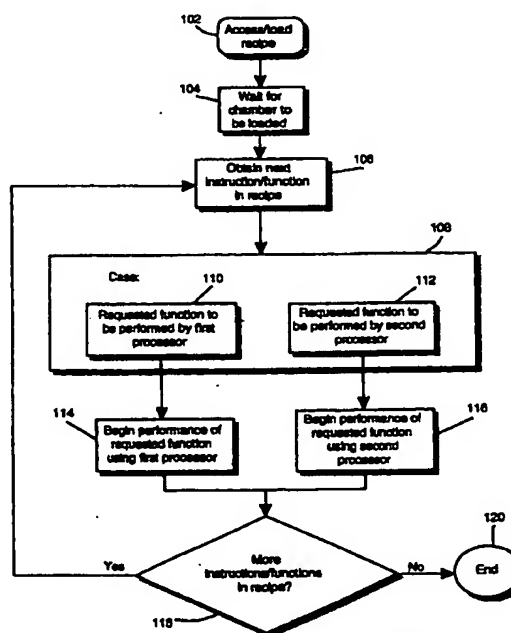 102
Access/load
recipe
104
Wait for
chamber to
be loaded
Obtain next
instruction/function
in recipe
106
108
Case:
110
112
Requested function to
be performed by first
processor
Requested function to
be performed by second
processor
114
Begin performance of
requested function
using first processor
116
Begin performance of
requested function
using second
processor
More
instructions/functions
in recipe?
Yes
No
118
120
End